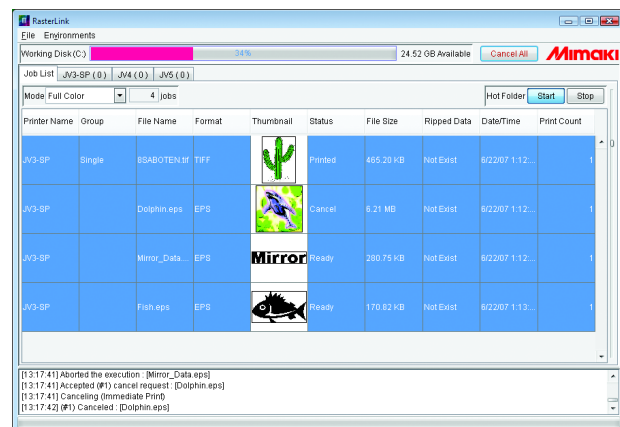 RasterLink
File Environments
Working Disk(C:) 34% 24.52 GB Available Cancel All Mimaki
Job List JV3-SP ( 0 ) JV4 ( 0 ) JV5 ( 0 )
Mode Full Color 4 jobs Hot Folder Start Stop
Printer Name Group File Name Format Thumbnail Status File Size Ripped Data Date/Time Print Count
JV3-SP Single 8SABOTEN.tif TIFF Printed 465.20 KB Not Exist 6/22/07 1:12:... 1
JV3-SP Dolphin.eps EPS Cancel 6.21 MB Not Exist 6/22/07 1:12:... 1
JV3-SP Mirror_Data.... EPS Mirror Ready 280.75 KB Not Exist 6/22/07 1:12:... 1
JV3-SP Fish.eps EPS Ready 170.82 KB Not Exist 6/22/07 1:13:... 1
[13:17:41] Aborted the execution : [Mirror_Data.eps]
[13:17:41] Accepted (#1) cancel request : [Dolphin.eps]
[13:17:41] Canceling (Immediate Print)
[13:17:42] (#1) Canceled : [Dolphin.eps]